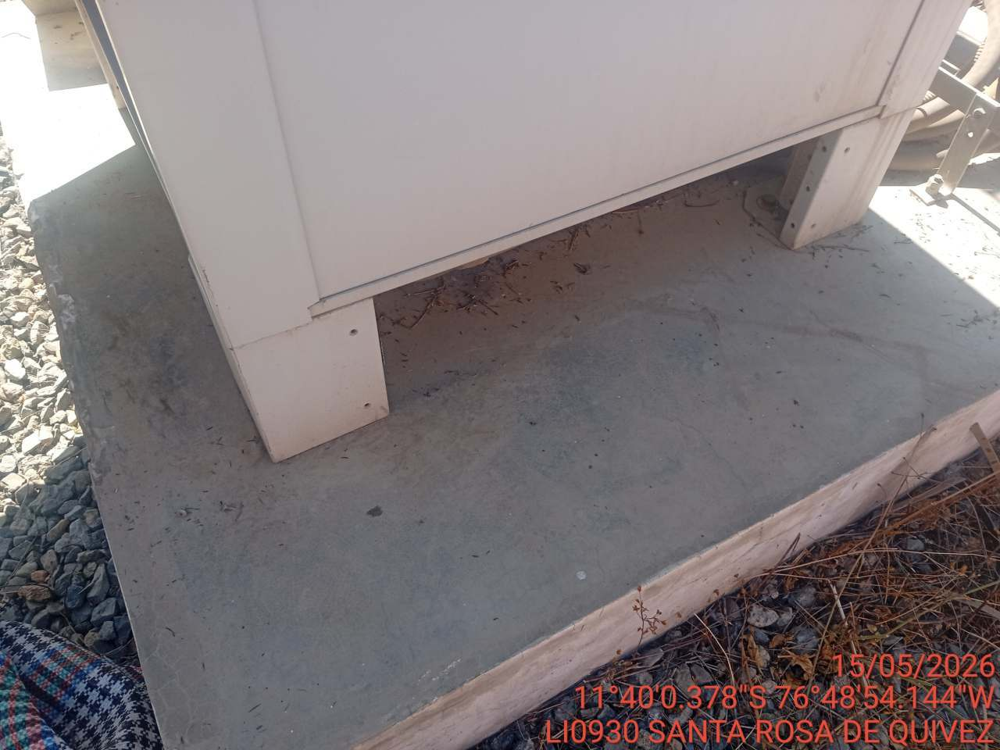 15/05/2026
11°40'0.378"S 76°48'54.144"W
LI0930 SANTA ROSA DE QUIVEZ